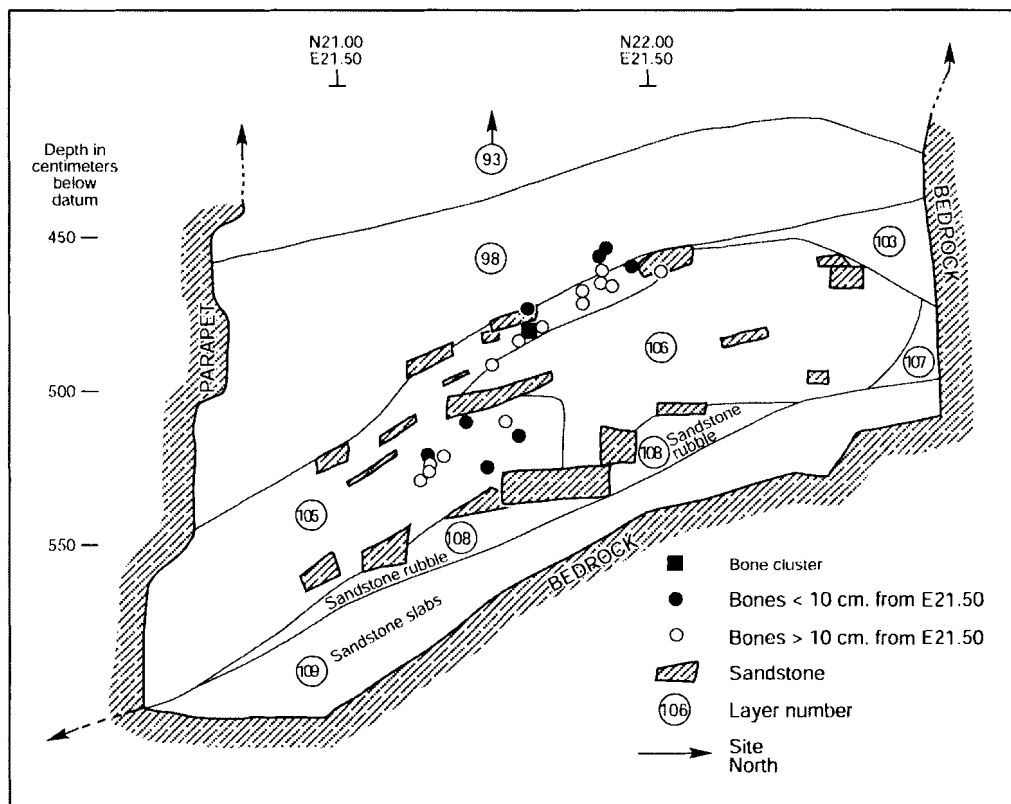 N21.00
E21.50
N22.00
E21.50
Depth in
centimeters
below
datum
93
450
98
103
BEDROCK
PARAPET
106
107
500
108
Sandstone
rubble
105
108
550
Sandstone rubble
BEDROCK
Sandstone slabs
109
Bone cluster
Bones < 10 cm. from E21.50
Bones > 10 cm. from E21.50
Sandstone
106
Layer number
Site
North